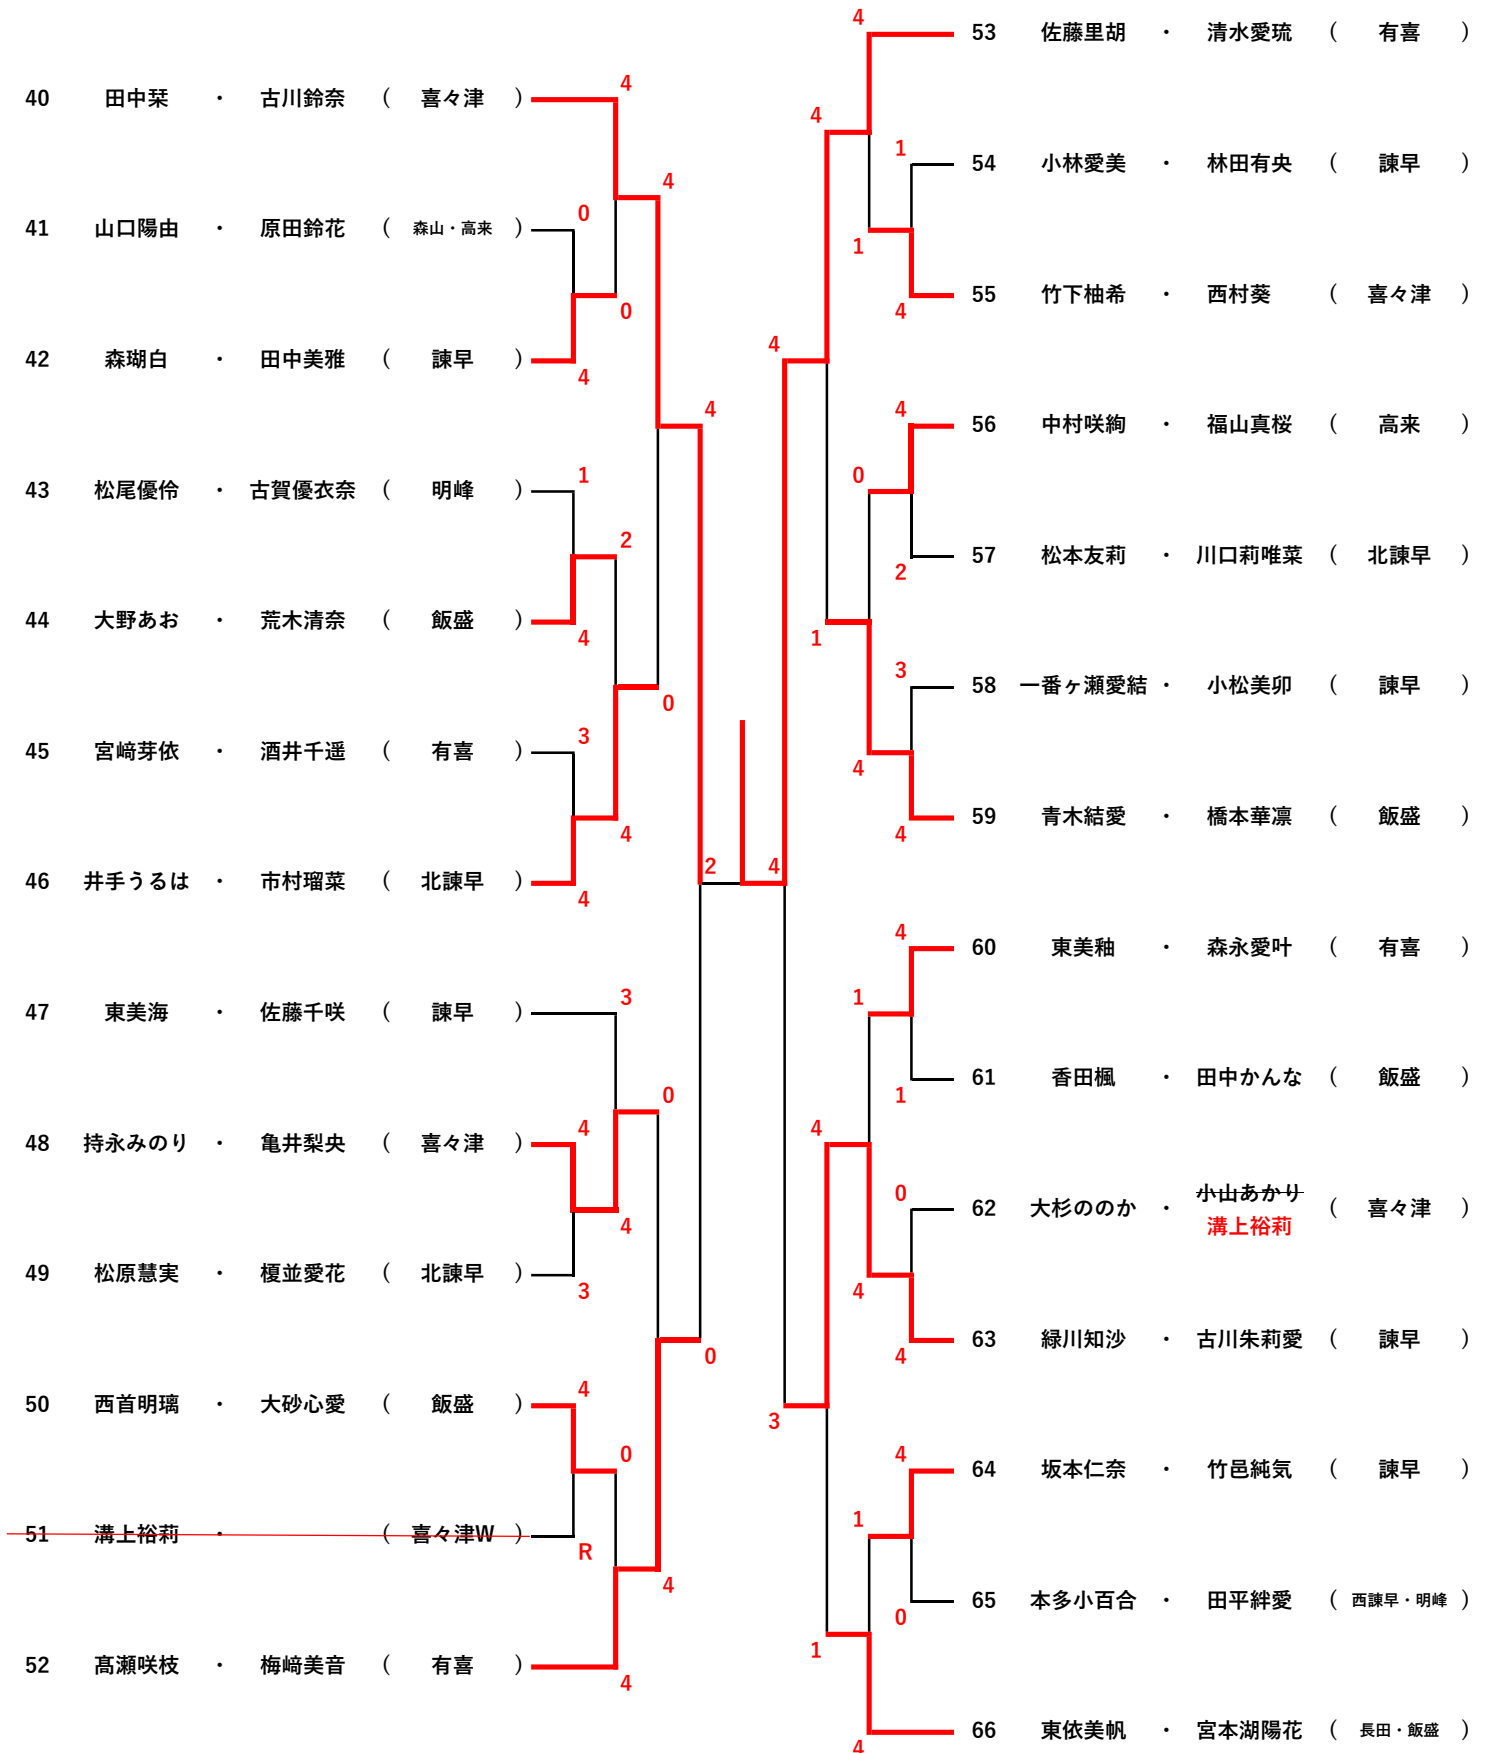 40 田中栞 ・ 古川鈴奈 ( 喜々津 ) 4
4
41 山口陽由 ・ 原田鈴花 ( 森山・高来 ) 0
0
42 森瑚白 ・ 田中美雅 ( 諫早 ) 4
4
43 松尾優伶 ・ 古賀優衣奈 ( 明峰 ) 1
2
44 大野あお ・ 荒木清奈 ( 飯盛 ) 4
0
45 宮﨑芽依 ・ 酒井千遥 ( 有喜 ) 3
4
46 井手うるは ・ 市村瑠菜 ( 北諫早 ) 4
2
47 東美海 ・ 佐藤千咲 ( 諫早 ) 3
0
48 持永みのり ・ 亀井梨央 ( 喜々津 ) 4
4
49 松原慧実 ・ 榎並愛花 ( 北諫早 ) 3
0
50 西首明璃 ・ 大砂心愛 ( 飯盛 ) 4
0
51 溝上裕莉 ・ ( 喜々津W ) R
4
52 髙瀬咲枝 ・ 梅﨑美音 ( 有喜 ) 4
4 53 佐藤里胡 ・ 清水愛琉 ( 有喜 )
4
1 54 小林愛美 ・ 林田有央 ( 諫早 )
1
4 55 竹下柚希 ・ 西村葵 ( 喜々津 )
4
4 56 中村咲絢 ・ 福山真桜 ( 高来 )
0
2 57 松本友莉 ・ 川口莉唯菜 ( 北諫早 )
1
3 58 一番ヶ瀬愛結 ・ 小松美卯 ( 諫早 )
4
4 59 青木結愛 ・ 橋本華凛 ( 飯盛 )
4
4 60 東美釉 ・ 森永愛叶 ( 有喜 )
1
1 61 香田楓 ・ 田中かんな ( 飯盛 )
4
0 62 大杉ののか ・ 小山あかり ( 喜々津 )
溝上裕莉
4
4 63 緑川知沙 ・ 古川朱莉愛 ( 諫早 )
3
4 64 坂本仁奈 ・ 竹邑純気 ( 諫早 )
1
0 65 本多小百合 ・ 田平絆愛 ( 西諫早・明峰 )
1
4 66 東依美帆 ・ 宮本湖陽花 ( 長田・飯盛 )